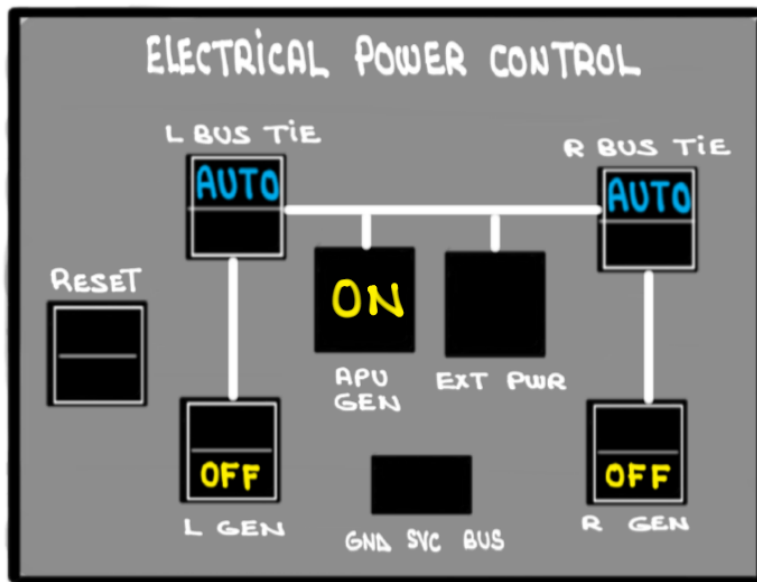 ELECTRICAL POWER CONTROL
L BUS TIE
R BUS TIE
AUTO
AUTO
RESET
ON
APU
GEN
EXT PWR
OFF
OFF
L GEN
R GEN
GND SVC BUS